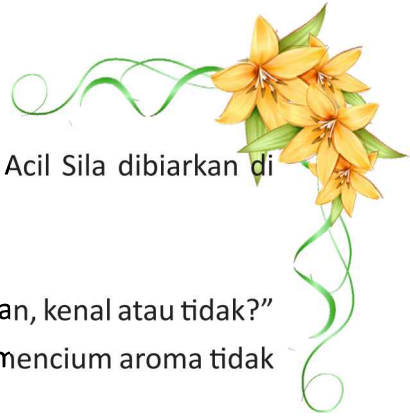 Acil Sila dibiarkan di
an, kenal atau tidak?”
mencium aroma tidak